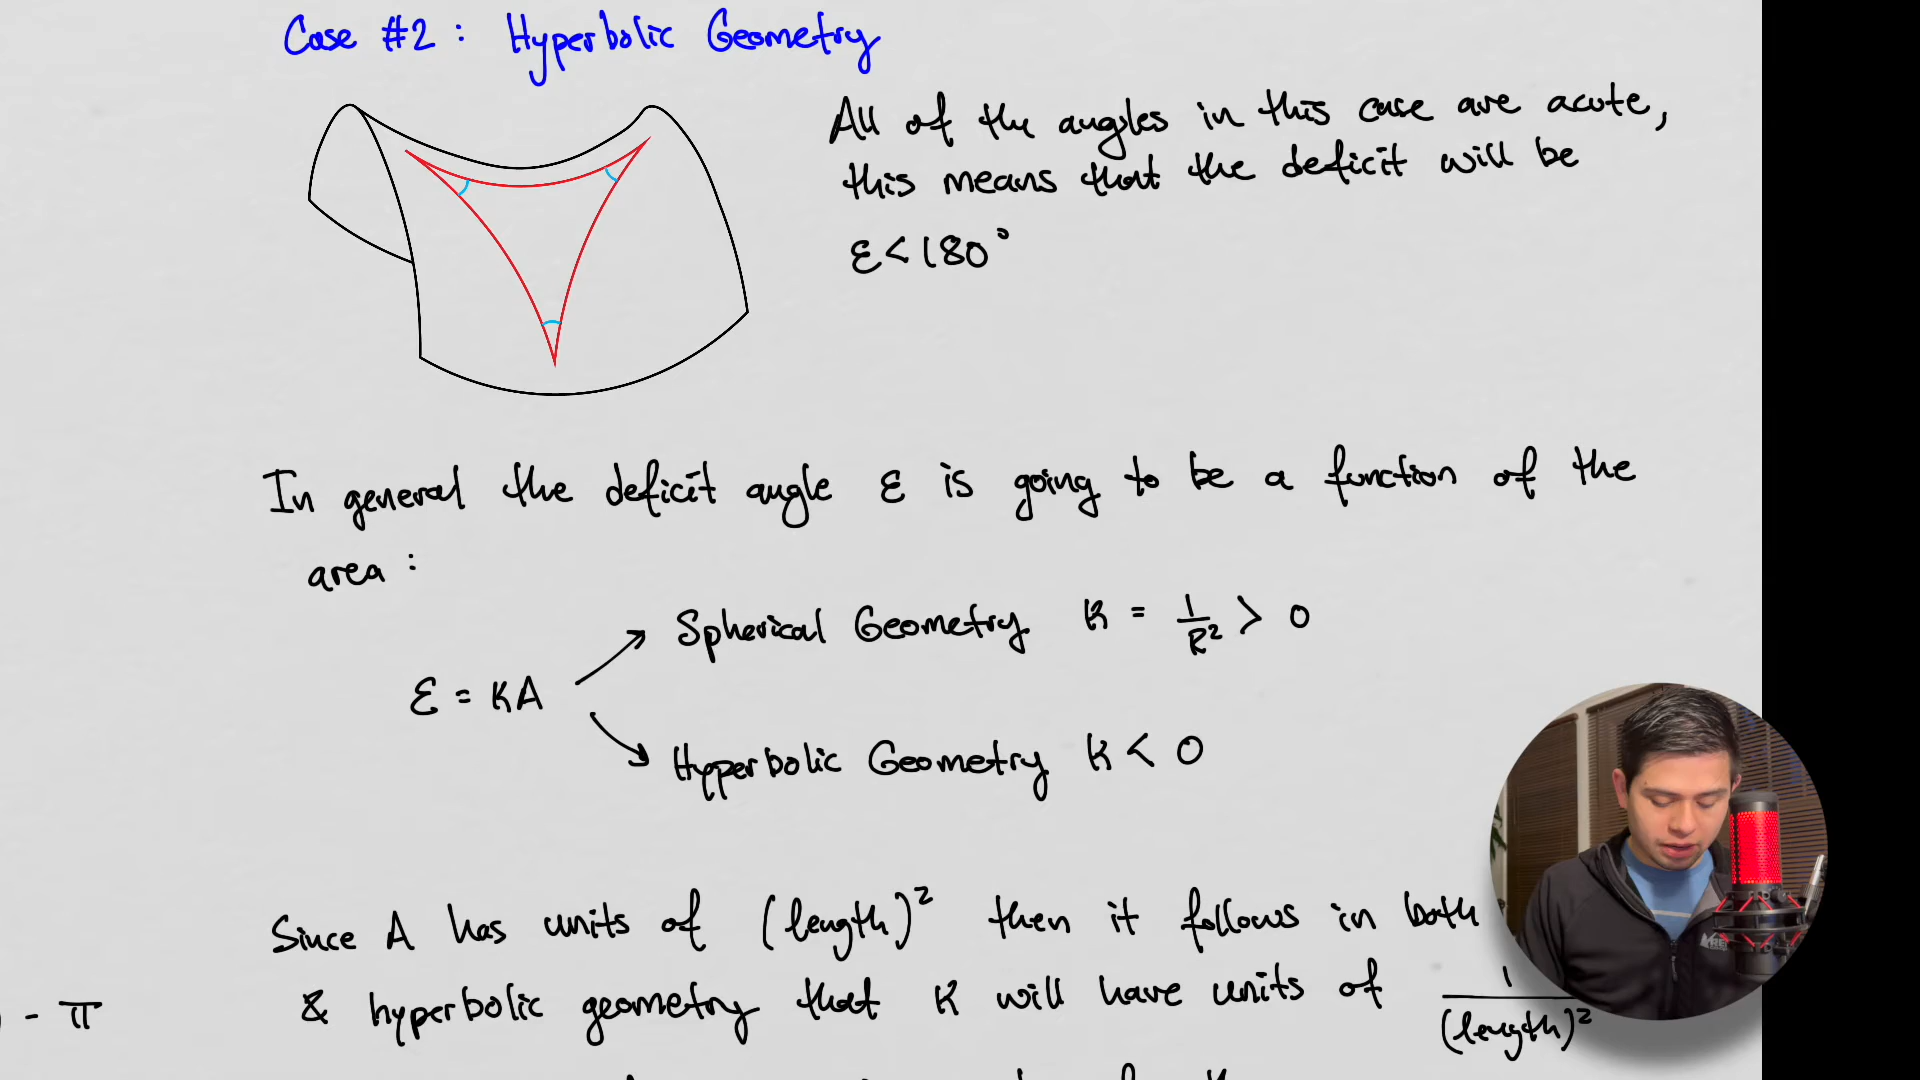 Case #2 : Hyperbolic Geometry
All of the angles in this case are acute,
this means that the deficit will be
ε < 180°
In general the deficit angle ε is going to be a function of the
area :
Spherical Geometry K = 1/R² > 0
ε = KA
Hyperbolic Geometry K < 0
Since A has units of (length)² then it follows in both
& hyperbolic geometry that K will have units of 1/(length)²
- π